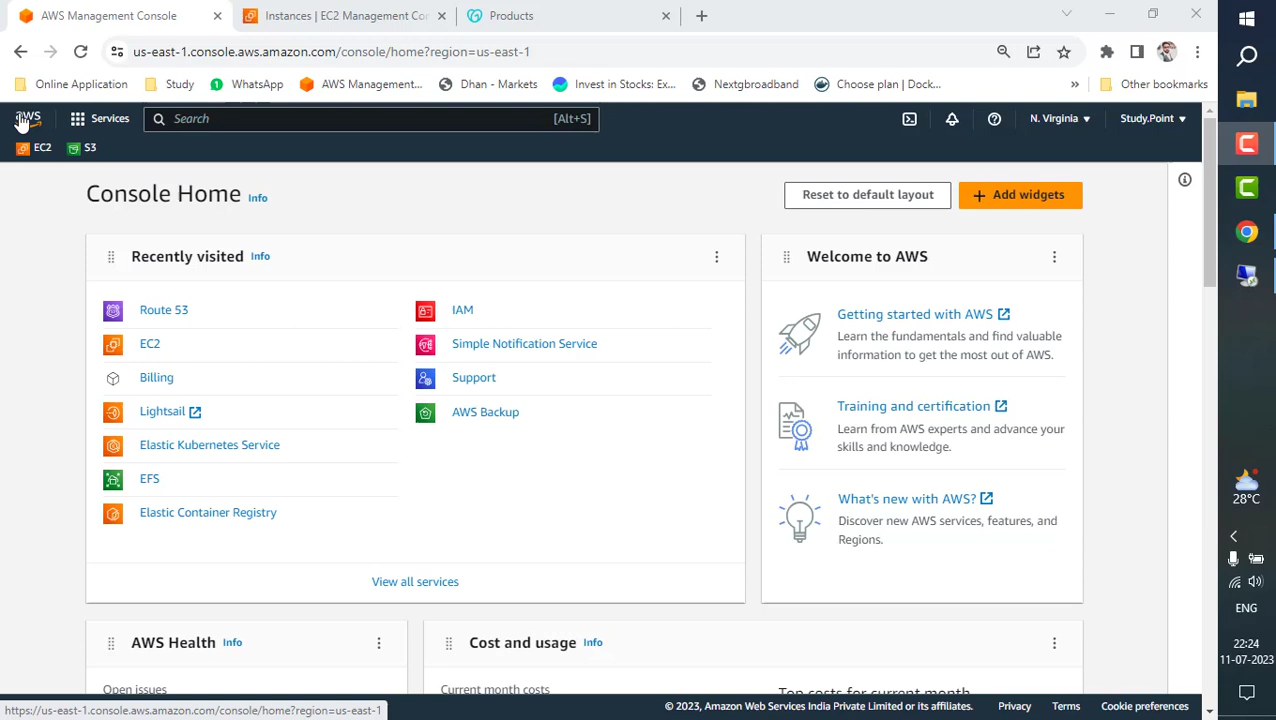 AWS Management Console
Instances | EC2 Management Con
Products
us-east-1.console.aws.amazon.com/console/home?region=us-east-1
Online Application
Study
WhatsApp
AWS Management...
Dhan - Markets
Invest in Stocks: Ex...
Nextgbroadband
Choose plan | Dock...
»
Other bookmarks
aws
Services
Search
[Alt+S]
N. Virginia
Study.Point
EC2
S3
Console Home
Info
Reset to default layout
Add widgets
Recently visited
Info
Route 53
EC2
Billing
Lightsail
Elastic Kubernetes Service
EFS
Elastic Container Registry
IAM
Simple Notification Service
Support
AWS Backup
View all services
Welcome to AWS
Getting started with AWS
Learn the fundamentals and find valuable
information to get the most out of AWS.
Training and certification
Learn from AWS experts and advance your
skills and knowledge.
What's new with AWS?
Discover new AWS services, features, and
Regions.
AWS Health
Info
Open issues
Cost and usage
Info
Current month costs
Top costs for current month
https://us-east-1.console.aws.amazon.com/console/home?region=us-east-1
© 2023, Amazon Web Services India Private Limited or its affiliates.
Privacy
Terms
Cookie preferences
28°C
ENG
22:24
11-07-2023